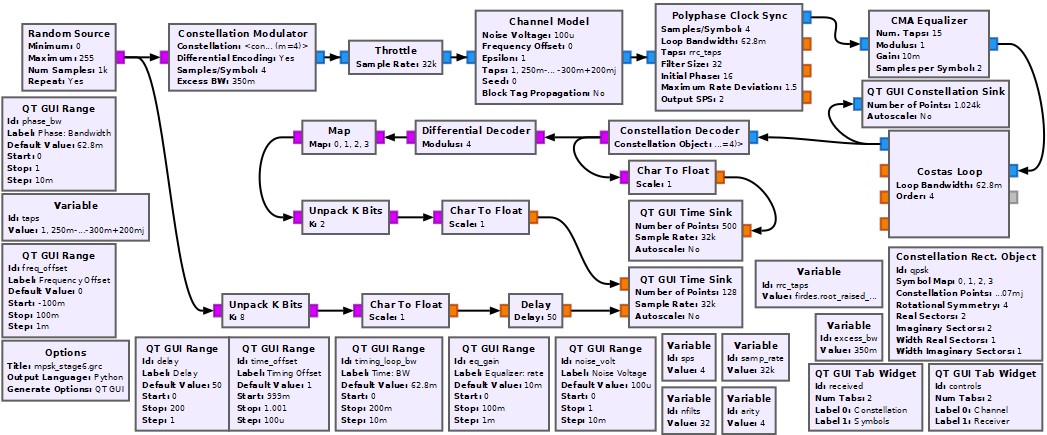 Random Source
Minimum: 0
Maximum: 255
Num Samples: 1k
Repeat: Yes
Constellation Modulator
Constellation: <con... (m=4)>
Differential Encoding: Yes
Samples/Symbol: 4
Excess BW: 350m
Throttle
Sample Rate: 32k
Channel Model
Noise Voltage: 100u
Frequency Offset: 0
Epsilon: 1
Taps: 1, 250m-...-300m+200mj
Seed: 0
Block Tag Propagation: No
Polyphase Clock Sync
Samples/Symbol: 4
Loop Bandwidth: 62.8m
Taps: rrc_taps
Filter Size: 32
Initial Phase: 16
Maximum Rate Deviation: 1.5
Output SPS: 2
CMA Equalizer
Num. Taps: 15
Modulus: 1
Gain: 10m
Samples per Symbol: 2
QT GUI Constellation Sink
Number of Points: 1.024k
Autoscale: No
QT GUI Range
Id: phase_bw
Label: Phase: Bandwidth
Default Value: 62.8m
Start: 0
Stop: 1
Step: 10m
Map
Map: 0, 1, 2, 3
Differential Decoder
Modulus: 4
Constellation Decoder
Constellation Object: ...=4)>
Costas Loop
Loop Bandwidth: 62.8m
Order: 4
Char To Float
Scale: 1
Variable
Id: taps
Value: 1, 250m-...-300m+200mj
Unpack K Bits
K: 2
Char To Float
Scale: 1
QT GUI Time Sink
Number of Points: 500
Sample Rate: 32k
Autoscale: No
QT GUI Range
Id: freq_offset
Label: Frequency Offset
Default Value: 0
Start: -100m
Stop: 100m
Step: 1m
Unpack K Bits
K: 8
Char To Float
Scale: 1
Delay
Delay: 50
QT GUI Time Sink
Number of Points: 128
Sample Rate: 32k
Autoscale: No
Variable
Id: rrc_taps
Value: firdes.root_raised_...
Constellation Rect. Object
Id: qpsk
Symbol Map: 0, 1, 2, 3
Constellation Points: ...07mj
Rotational Symmetry: 4
Real Sectors: 2
Imaginary Sectors: 2
Width Real Sectors: 1
Width Imaginary Sectors: 1
Variable
Id: excess_bw
Value: 350m
Options
Title: mpsk_stage6.grc
Output Language: Python
Generate Options: QT GUI
QT GUI Range
Id: delay
Label: Delay
Default Value: 50
Start: 0
Stop: 200
Step: 1
QT GUI Range
Id: time_offset
Label: Timing Offset
Default Value: 1
Start: 999m
Stop: 1.001
Step: 100u
QT GUI Range
Id: timing_loop_bw
Label: Time: BW
Default Value: 62.8m
Start: 0
Stop: 200m
Step: 10m
QT GUI Range
Id: eq_gain
Label: Equalizer: rate
Default Value: 10m
Start: 0
Stop: 100m
Step: 1m
QT GUI Range
Id: noise_volt
Label: Noise Voltage
Default Value: 100u
Start: 0
Stop: 1
Step: 10m
Variable
Id: sps
Value: 4
Variable
Id: samp_rate
Value: 32k
Variable
Id: nfilts
Value: 32
Variable
Id: arity
Value: 4
QT GUI Tab Widget
Id: received
Num Tabs: 2
Label 0: Constellation
Label 1: Symbols
QT GUI Tab Widget
Id: controls
Num Tabs: 2
Label 0: Channel
Label 1: Receiver